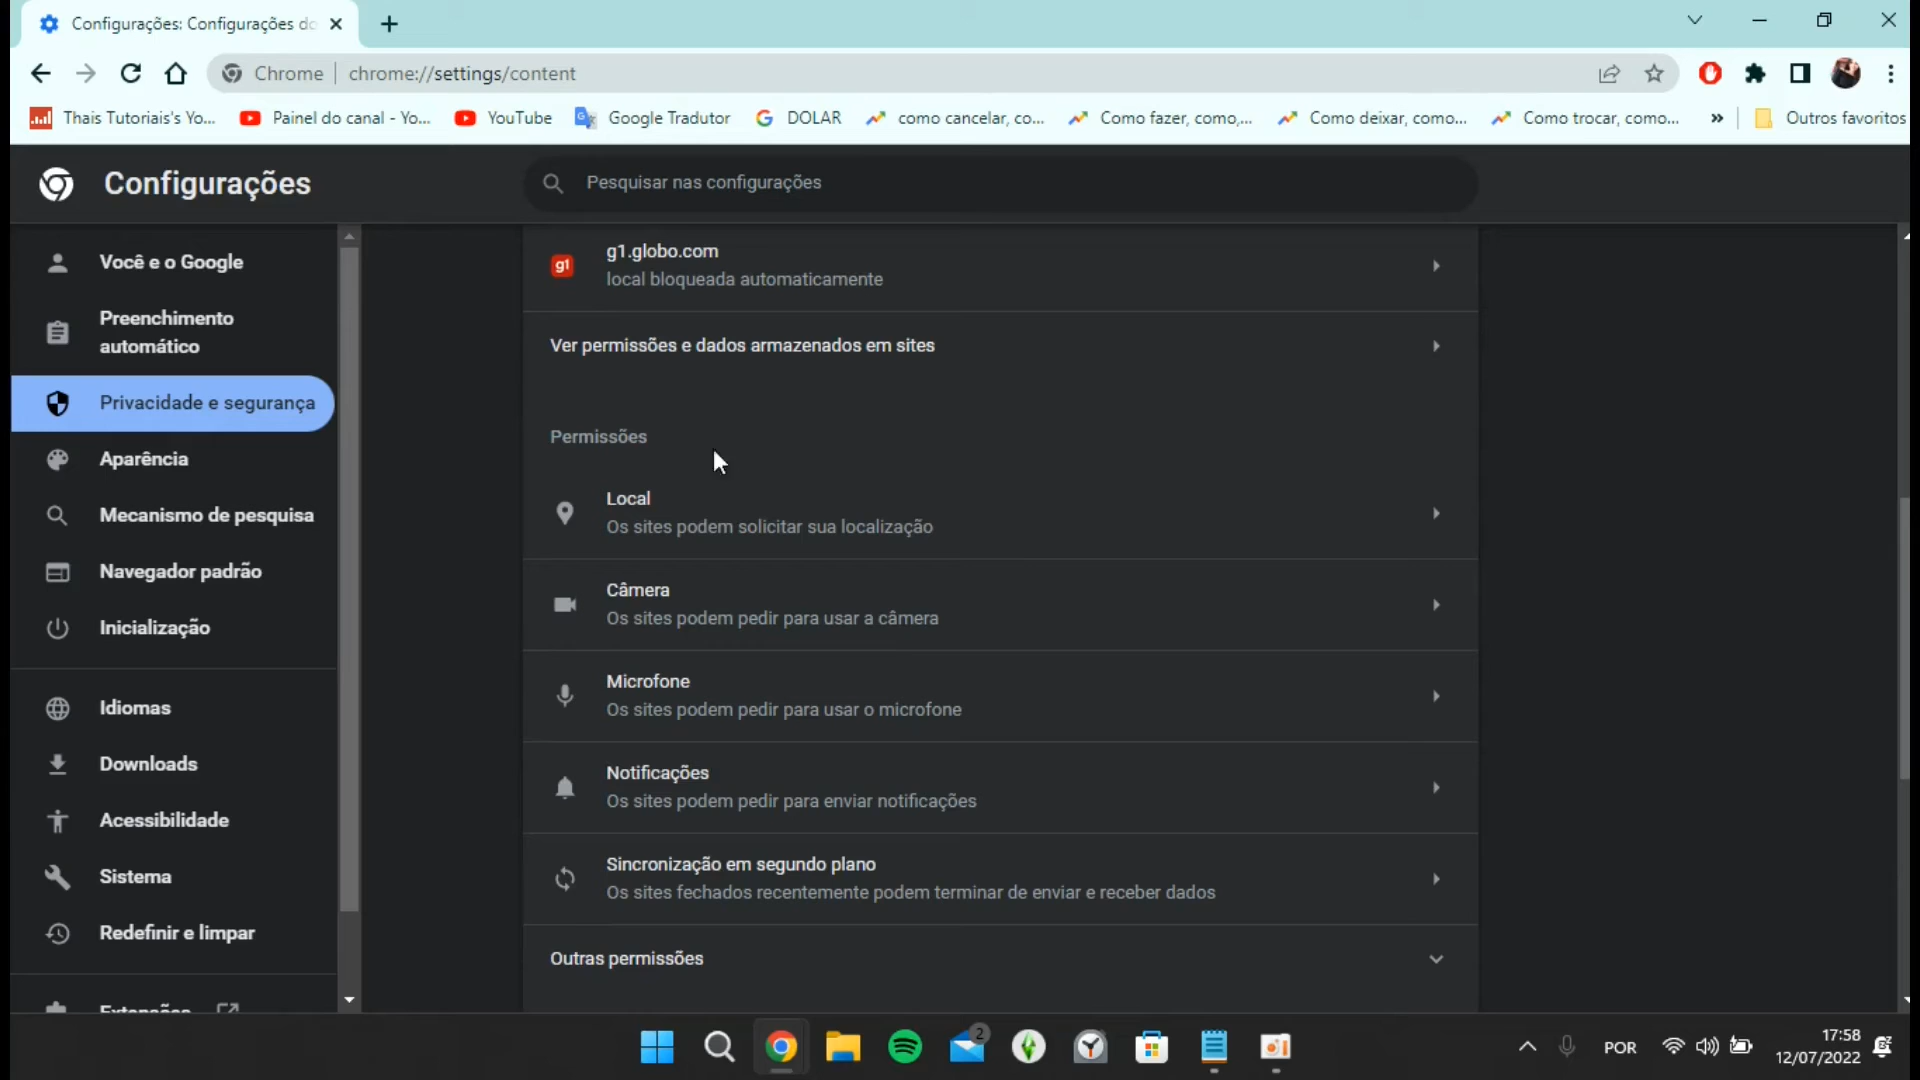 Configurações: Configurações do
Chrome chrome://settings/content
Thais Tutoriais's Yo... Painel do canal - Yo... YouTube Google Tradutor DOLAR como cancelar, co... Como fazer, como,... Como deixar, como... Como trocar, como... » Outros favoritos
Configurações
Pesquisar nas configurações
Você e o Google
Preenchimento
automático
Privacidade e segurança
Aparência
Mecanismo de pesquisa
Navegador padrão
Inicialização
Idiomas
Downloads
Acessibilidade
Sistema
Redefinir e limpar
Extensões
g1
g1.globo.com
local bloqueada automaticamente
Ver permissões e dados armazenados em sites
Permissões
Local
Os sites podem solicitar sua localização
Câmera
Os sites podem pedir para usar a câmera
Microfone
Os sites podem pedir para usar o microfone
Notificações
Os sites podem pedir para enviar notificações
Sincronização em segundo plano
Os sites fechados recentemente podem terminar de enviar e receber dados
Outras permissões
2
POR
17:58
12/07/2022